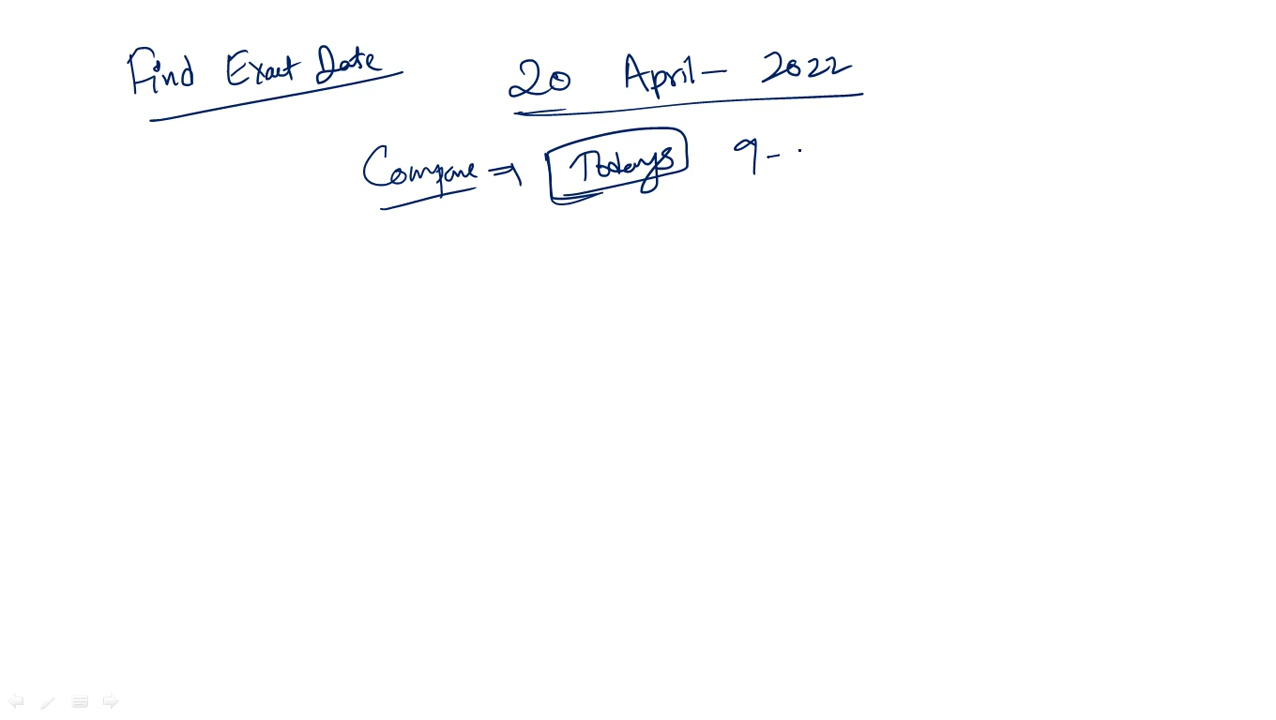 Find Exact Date 20 April - 2022
Compare ⇒ Todays 9 -